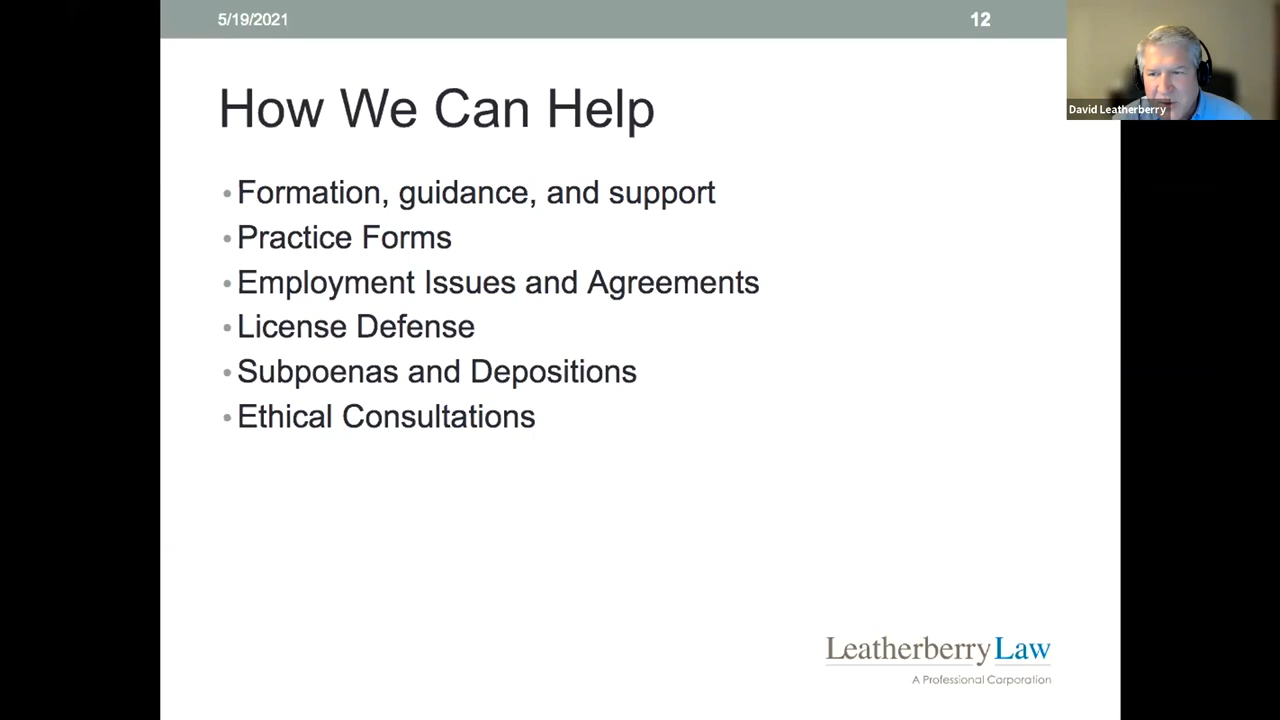 5/19/2021
12
David Leatherberry
How We Can Help
• Formation, guidance, and support
• Practice Forms
• Employment Issues and Agreements
• License Defense
• Subpoenas and Depositions
• Ethical Consultations
Leatherberry Law
A Professional Corporation